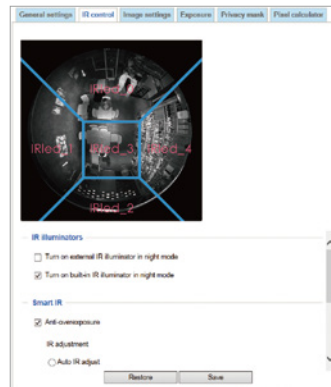 General settings IR control Image settings Exposure Privacy mask Pixel calculator
IRled_1 IRled_3 IRled_4
IRled_2
IR illuminators
Turn on external IR illuminator in night mode
Turn on built-in IR illuminator in night mode
Smart IR
Anti-overexposure
IR adjustment
Auto IR adjust
Restore Save